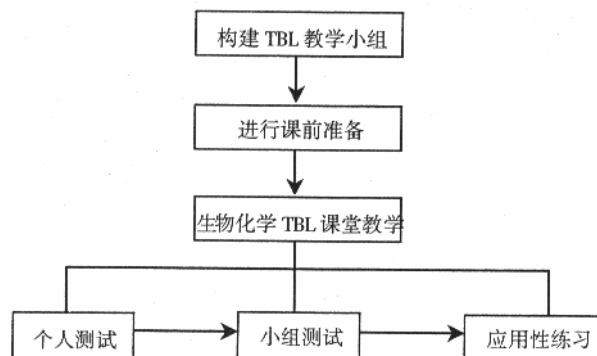 构建 TBL 教学小组
进行课前准备
生物化学 TBL 课堂教学
个人测试
小组测试
应用性练习